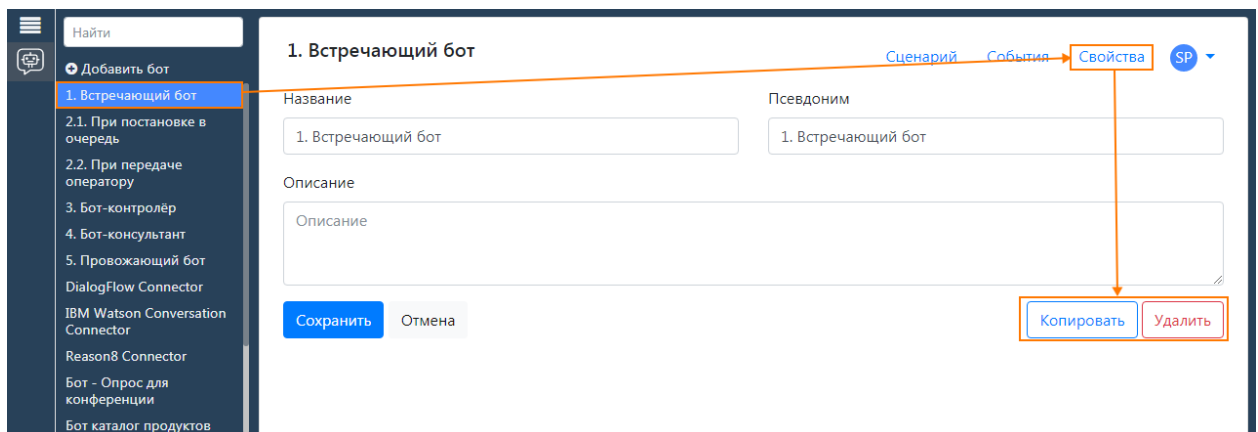 Найти
Добавить бот
1. Встречающий бот
2.1. При постановке в
очередь
2.2. При передаче
оператору
3. Бот-контролёр
4. Бот-консультант
5. Провожающий бот
DialogFlow Connector
IBM Watson Conversation
Connector
Reason8 Connector
Бот - Опрос для
конференции
Бот каталог продуктов
1. Встречающий бот
Сценарий События Свойства SP
Название Псевдоним
1. Встречающий бот 1. Встречающий бот
Описание
Описание
Сохранить Отмена Копировать Удалить